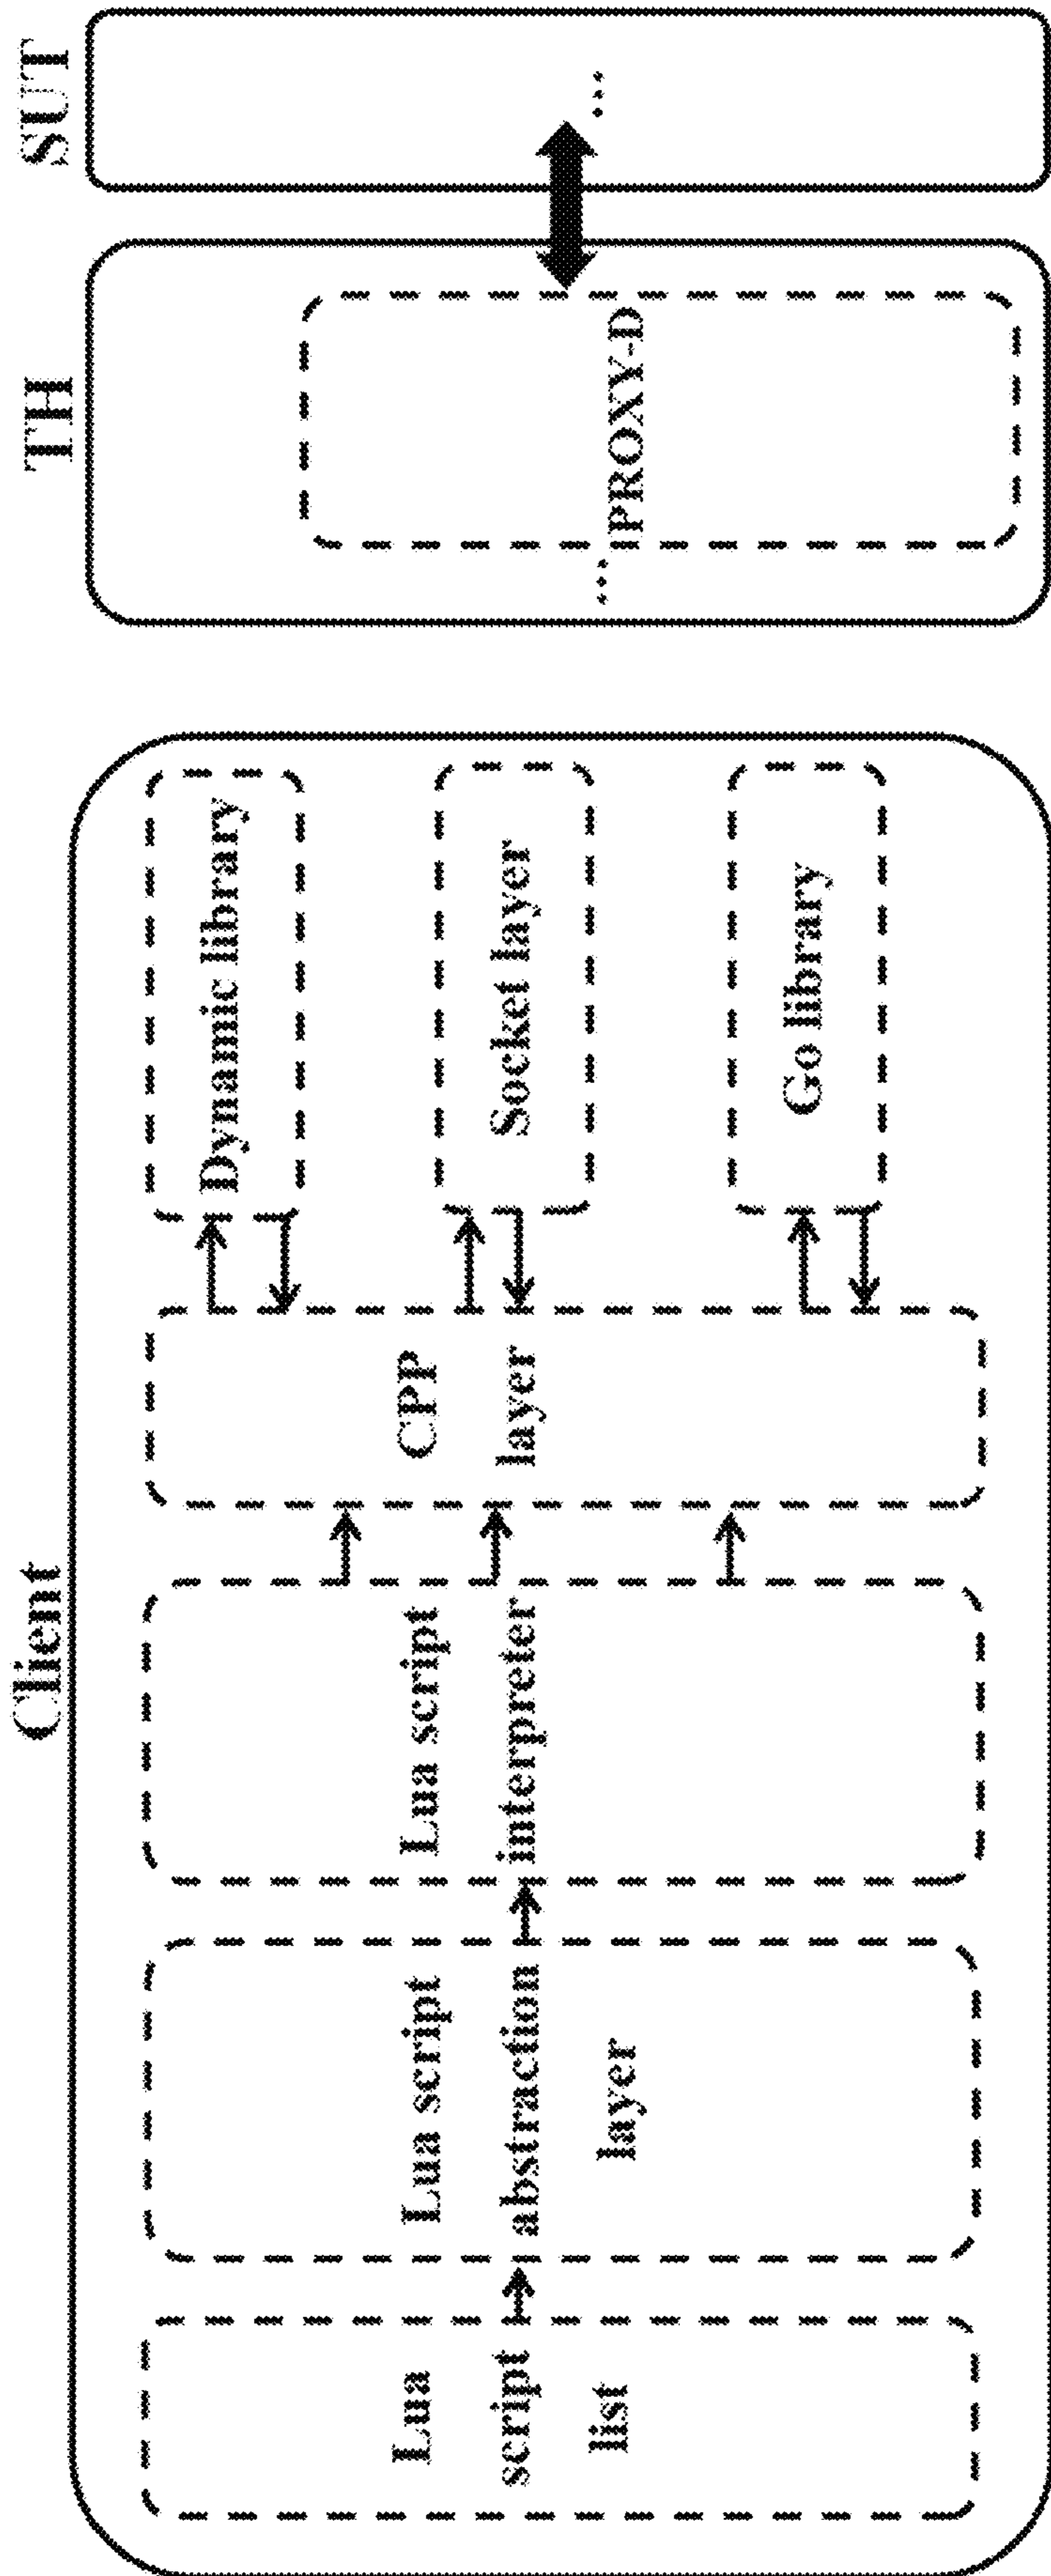 Client
TH
SUT
Lua
script
list
Lua script
abstraction
layer
Lua script
interpreter
CPP
layer
Dynamic library
Socket layer
Go library
...
PROXY-D
...